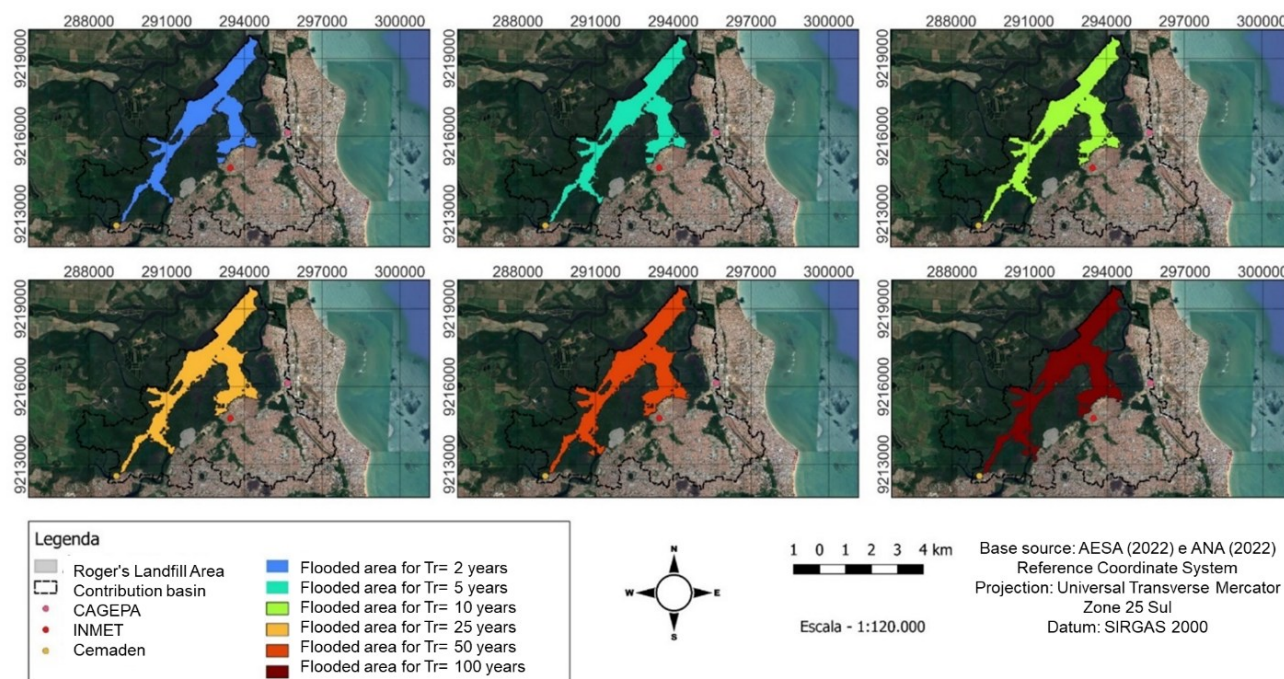 288000 291000 294000 297000 300000 288000 291000 294000 297000 300000 288000 291000 294000 297000 300000
9219000 9219000 9219000
9216000 9216000 9216000
9213000 9213000 9213000
288000 291000 294000 297000 300000 288000 291000 294000 297000 300000 288000 291000 294000 297000 300000
9219000 9219000 9219000
9216000 9216000 9216000
9213000 9213000 9213000
Legenda
Roger's Landfill Area
Contribution basin
CAGEPA
INMET
Cemaden
Flooded area for Tr= 2 years
Flooded area for Tr= 5 years
Flooded area for Tr= 10 years
Flooded area for Tr= 25 years
Flooded area for Tr= 50 years
Flooded area for Tr= 100 years
N
W E
S
1 0 1 2 3 4 km
Escala - 1:120.000
Base source: AESA (2022) e ANA (2022)
Reference Coordinate System
Projection: Universal Transverse Mercator
Zone 25 Sul
Datum: SIRGAS 2000